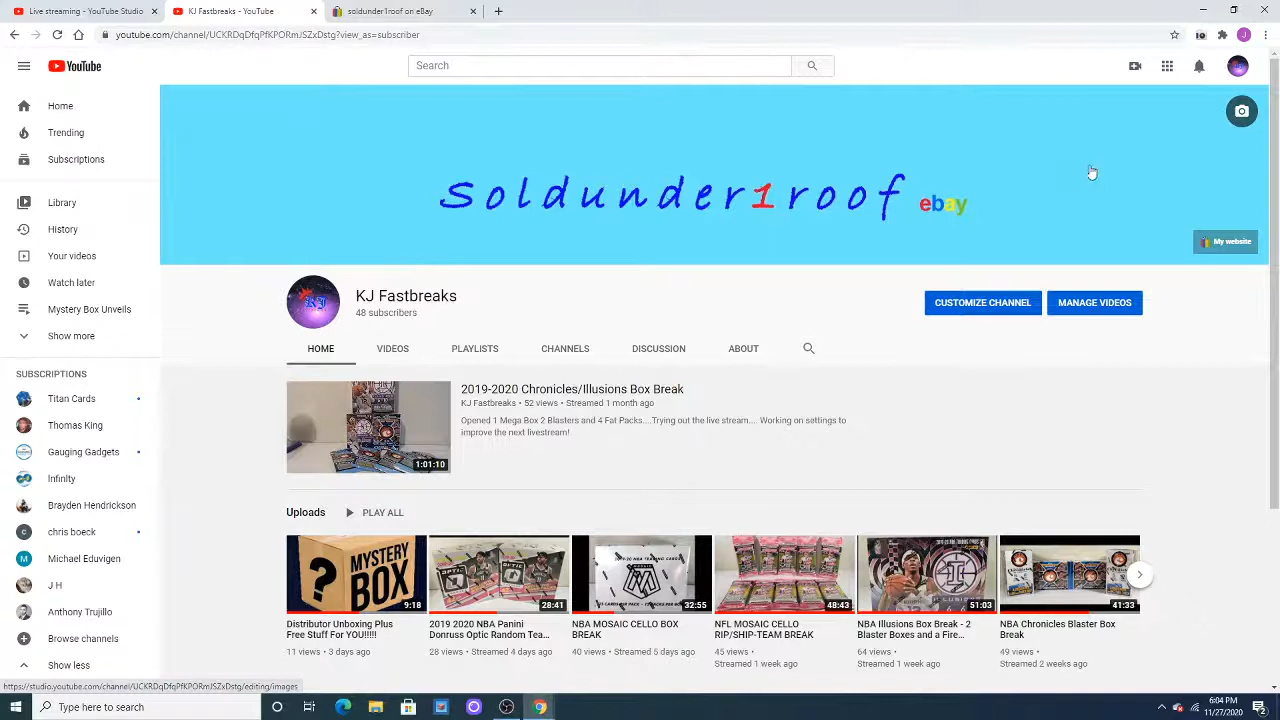 Live streaming - YouTube Studio
KJ Fastbreaks - YouTube
soldunder1roof on eBay
youtube.com/channel/UCKRDqDfqPfKPORmJSZxDstg?view_as=subscriber
YouTube
Search
Home
Trending
Subscriptions
Library
History
Your videos
Watch later
Mystery Box Unveils
Show more
SUBSCRIPTIONS
Titan Cards
Thomas King
Gauging Gadgets
Infinity
Brayden Hendrickson
chris boeck
Michael Eduvigen
J H
Anthony Trujillo
Browse channels
Show less
Soldunder1roof ebay
My website
KJ
KJ Fastbreaks
48 subscribers
CUSTOMIZE CHANNEL
MANAGE VIDEOS
HOME
VIDEOS
PLAYLISTS
CHANNELS
DISCUSSION
ABOUT
1:01:10
2019-2020 Chronicles/Illusions Box Break
KJ Fastbreaks • 52 views • Streamed 1 month ago
Opened 1 Mega Box 2 Blasters and 4 Fat Packs....Trying out the live stream.... Working on settings to
improve the next livestream!
Uploads
PLAY ALL
MYSTERY
BOX
9:18
Distributor Unboxing Plus
Free Stuff For YOU!!!!!
11 views • 3 days ago
28:41
2019 2020 NBA Panini
Donruss Optic Random Tea...
28 views • Streamed 4 days ago
MOSAIC
32:55
NBA MOSAIC CELLO BOX
BREAK
40 views • Streamed 5 days ago
48:43
NFL MOSAIC CELLO
RIP/SHIP-TEAM BREAK
45 views •
Streamed 1 week ago
51:03
NBA Illusions Box Break - 2
Blaster Boxes and a Fire...
64 views •
Streamed 1 week ago
41:33
NBA Chronicles Blaster Box
Break
49 views •
Streamed 2 weeks ago
https://studio.youtube.com/channel/UCKRDqDfqPfKPORmJSZxDstg/editing/images
Type here to search
6:04 PM
11/27/2020
2